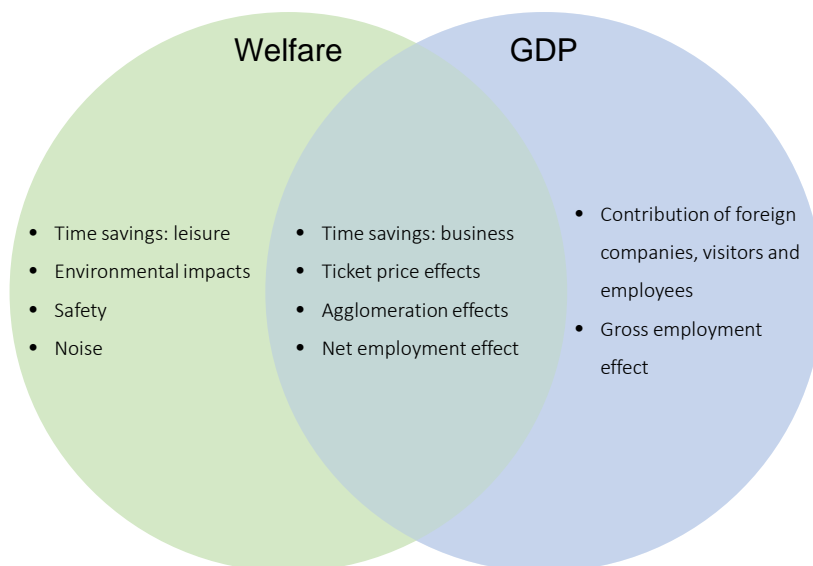 Welfare
GDP
• Time savings: leisure
• Environmental impacts
• Safety
• Noise
• Time savings: business
• Ticket price effects
• Agglomeration effects
• Net employment effect
• Contribution of foreign
companies, visitors and
employees
• Gross employment
effect